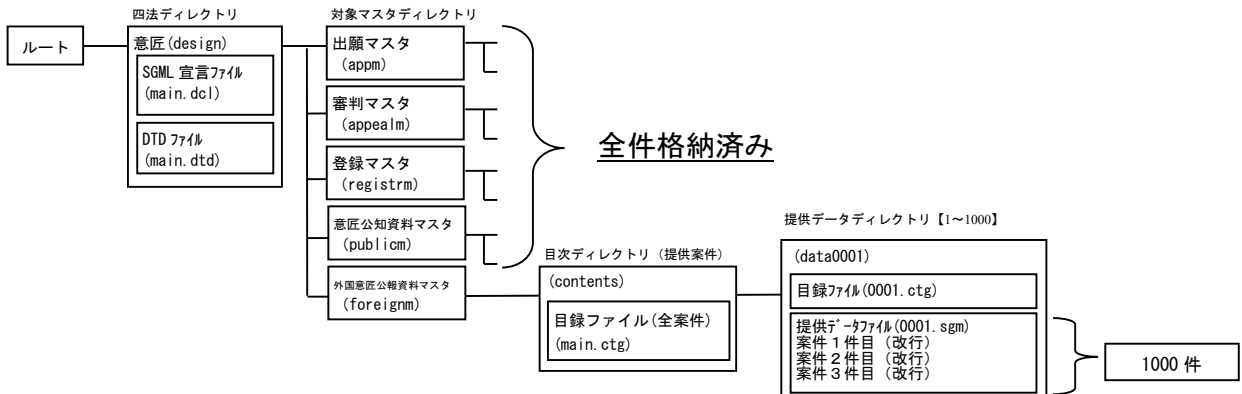 四法ディレクトリ
対象マスタディレクトリ
ルート
意匠(design)
SGML 宣言ファイル
(main.dcl)
DTD ファイル
(main.dtd)
出願マスタ
(appm)
審判マスタ
(appealm)
登録マスタ
(registrm)
意匠公知資料マスタ
(publicm)
外国意匠公報資料マスタ
(foreignm)
全件格納済み
目次ディレクトリ（提供案件）
(contents)
目録ファイル(全案件)
(main.ctg)
提供データディレクトリ【1～1000】
(data0001)
目録ファイル(0001.ctg)
提供データファイル(0001.sgm)
案件１件目（改行）
案件２件目（改行）
案件３件目（改行）
1000 件